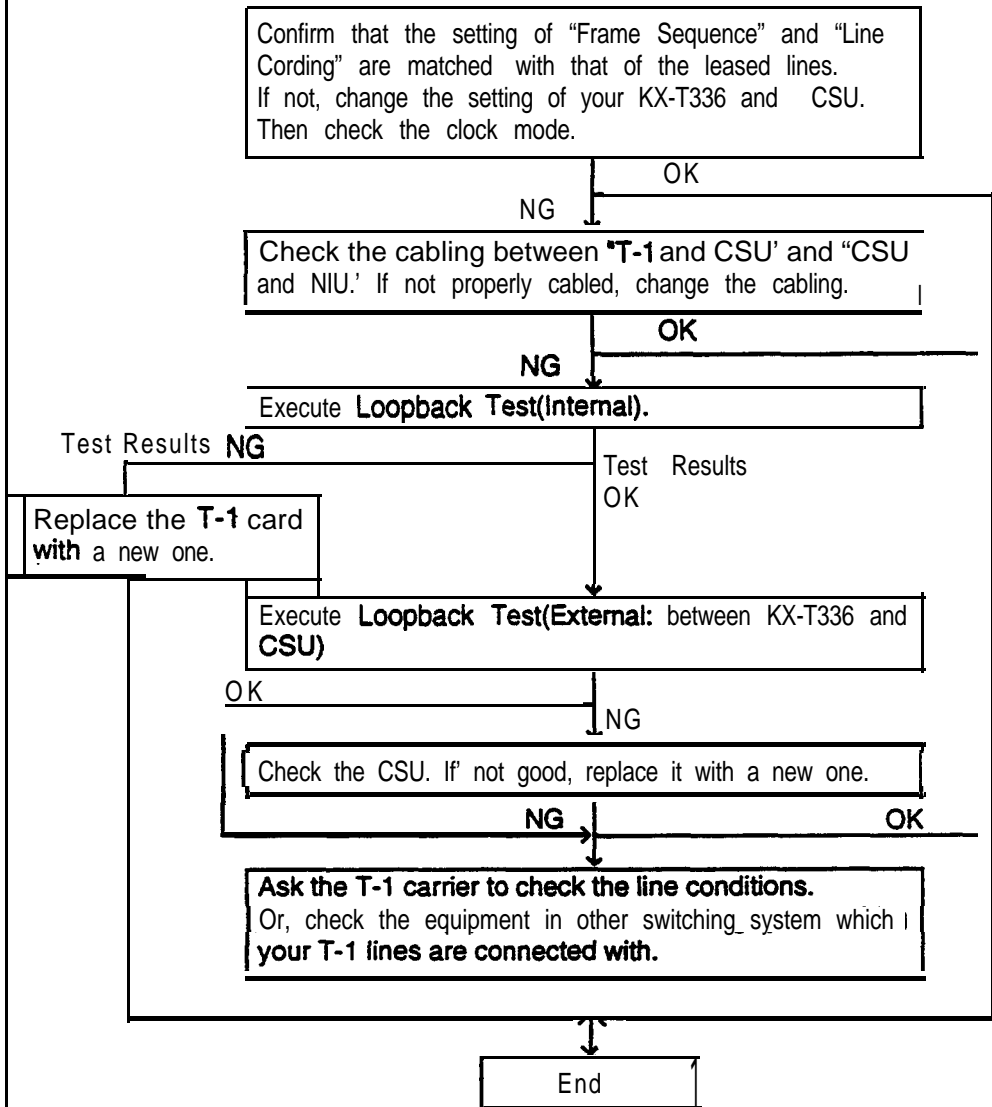 Confirm that the setting of “Frame Sequence” and “Line
Cording” are matched with that of the leased lines.
If not, change the setting of your KX-T336 and CSU.
Then check the clock mode.
OK
NG
Check the cabling between "T-1 and CSU' and “CSU
and NIU.' If not properly cabled, change the cabling.
OK
NG
Execute Loopback Test(Internal).
Test Results NG
Test Results
OK
Replace the T-1 card
with a new one.
Execute Loopback Test(External: between KX-T336 and
CSU)
OK
NG
Check the CSU. If' not good, replace it with a new one.
NG
OK
Ask the T-1 carrier to check the line conditions.
Or, check the equipment in other switching system which
your T-1 lines are connected with.
End